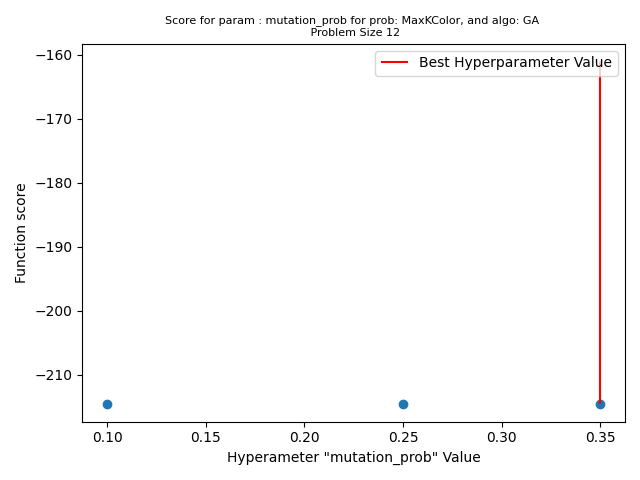 Score for param : mutation_prob for prob: MaxKColor, and algo: GA
Problem Size 12
Best Hyperparameter Value
Function score
−160
−170
−180
−190
−200
−210
0.10 0.15 0.20 0.25 0.30 0.35
Hyperameter "mutation_prob" Value